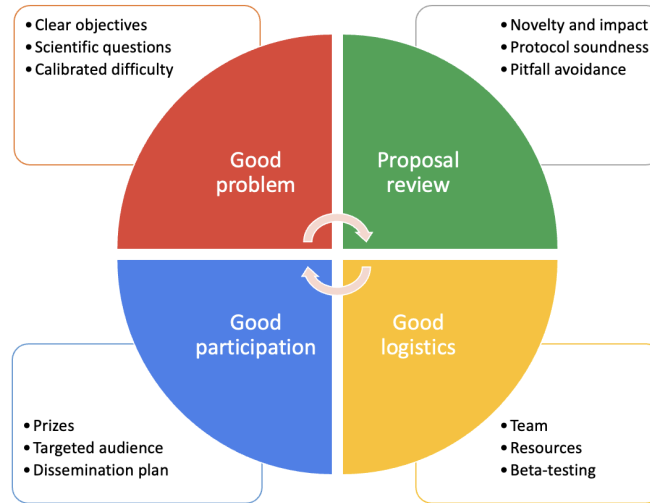 • Clear objectives
• Scientific questions
• Calibrated difficulty
• Novelty and impact
• Protocol soundness
• Pitfall avoidance
Good
problem
Proposal
review
Good
participation
Good
logistics
• Prizes
• Targeted audience
• Dissemination plan
• Team
• Resources
• Beta-testing